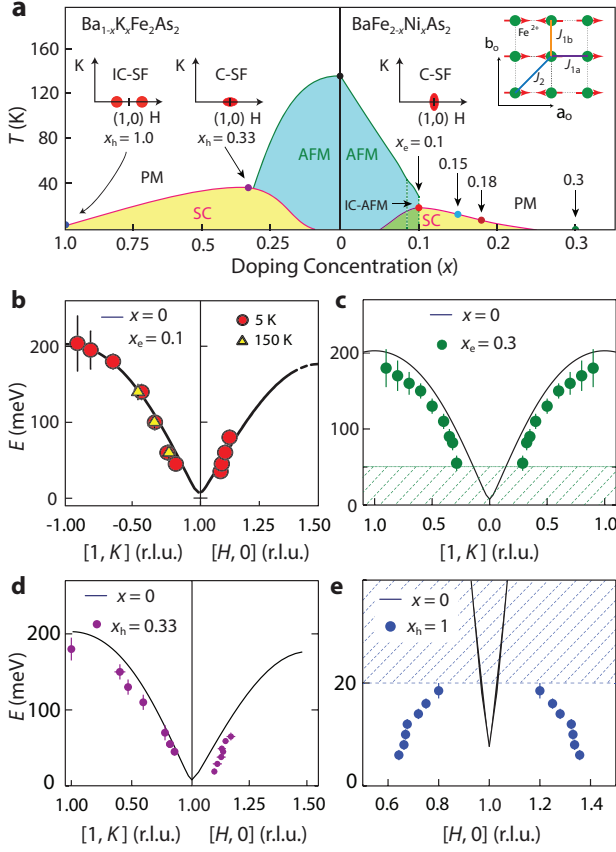 a
Ba1-xKxFe2As2
BaFe2-xNixAs2
Fe2+
J1b
J1a
J2
bo
ao
K
IC-SF
(1,0) H
xh = 1.0
K
C-SF
(1,0) H
xh = 0.33
K
C-SF
(1,0) H
xe = 0.1
0.15
0.18
0.3
T (K)
160
120
80
40
PM
AFM
AFM
IC-AFM
SC
SC
PM
1.0
0.75
0.25
0
0.1
0.2
0.3
Doping Concentration (x)
b
x = 0
xe = 0.1
5 K
150 K
E (meV)
200
100
0
-1.00
-0.50
1.00
1.50
[1, K] (r.l.u.)
[H, 0] (r.l.u.)
c
x = 0
xe = 0.3
200
100
0
1.0
0.5
0.0
0.5
1.0
[1, K] (r.l.u.)
d
x = 0
xh = 0.33
E (meV)
200
100
0
1.00
0.50
1.00
1.50
[1, K] (r.l.u.)
[H, 0] (r.l.u.)
e
x = 0
xh = 1
40
20
0
0.6
0.8
1.0
1.2
1.4
[H, 0] (r.l.u.)